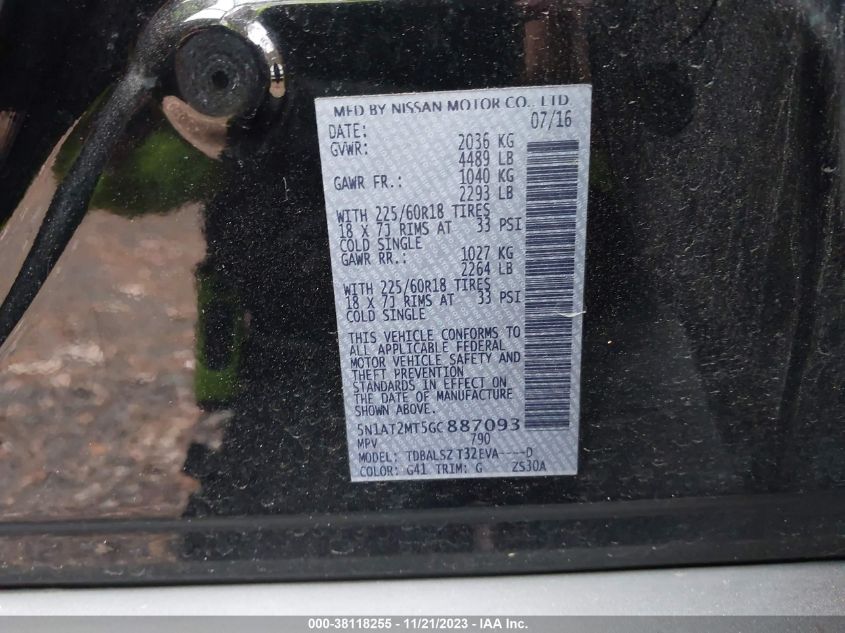 MFD BY NISSAN MOTOR CO., LTD.
DATE: 07/16
GVWR: 2036 KG
4489 LB
GAWR FR.: 1040 KG
2293 LB
WITH 225/60R18 TIRES
18 X 7J RIMS AT 33 PSI
COLD SINGLE
GAWR RR.: 1027 KG
2264 LB
WITH 225/60R18 TIRES
18 X 7J RIMS AT 33 PSI
COLD SINGLE
THIS VEHICLE CONFORMS TO
ALL APPLICABLE FEDERAL
MOTOR VEHICLE SAFETY AND
THEFT PREVENTION
STANDARDS IN EFFECT ON
THE DATE OF MANUFACTURE
SHOWN ABOVE.
5N1AT2MT5GC887093
MPV 790
MODEL: TDBALSZ T32EVA----D
COLOR: G41 TRIM: G ZS30A
000-38118255 - 11/21/2023 - IAA Inc.